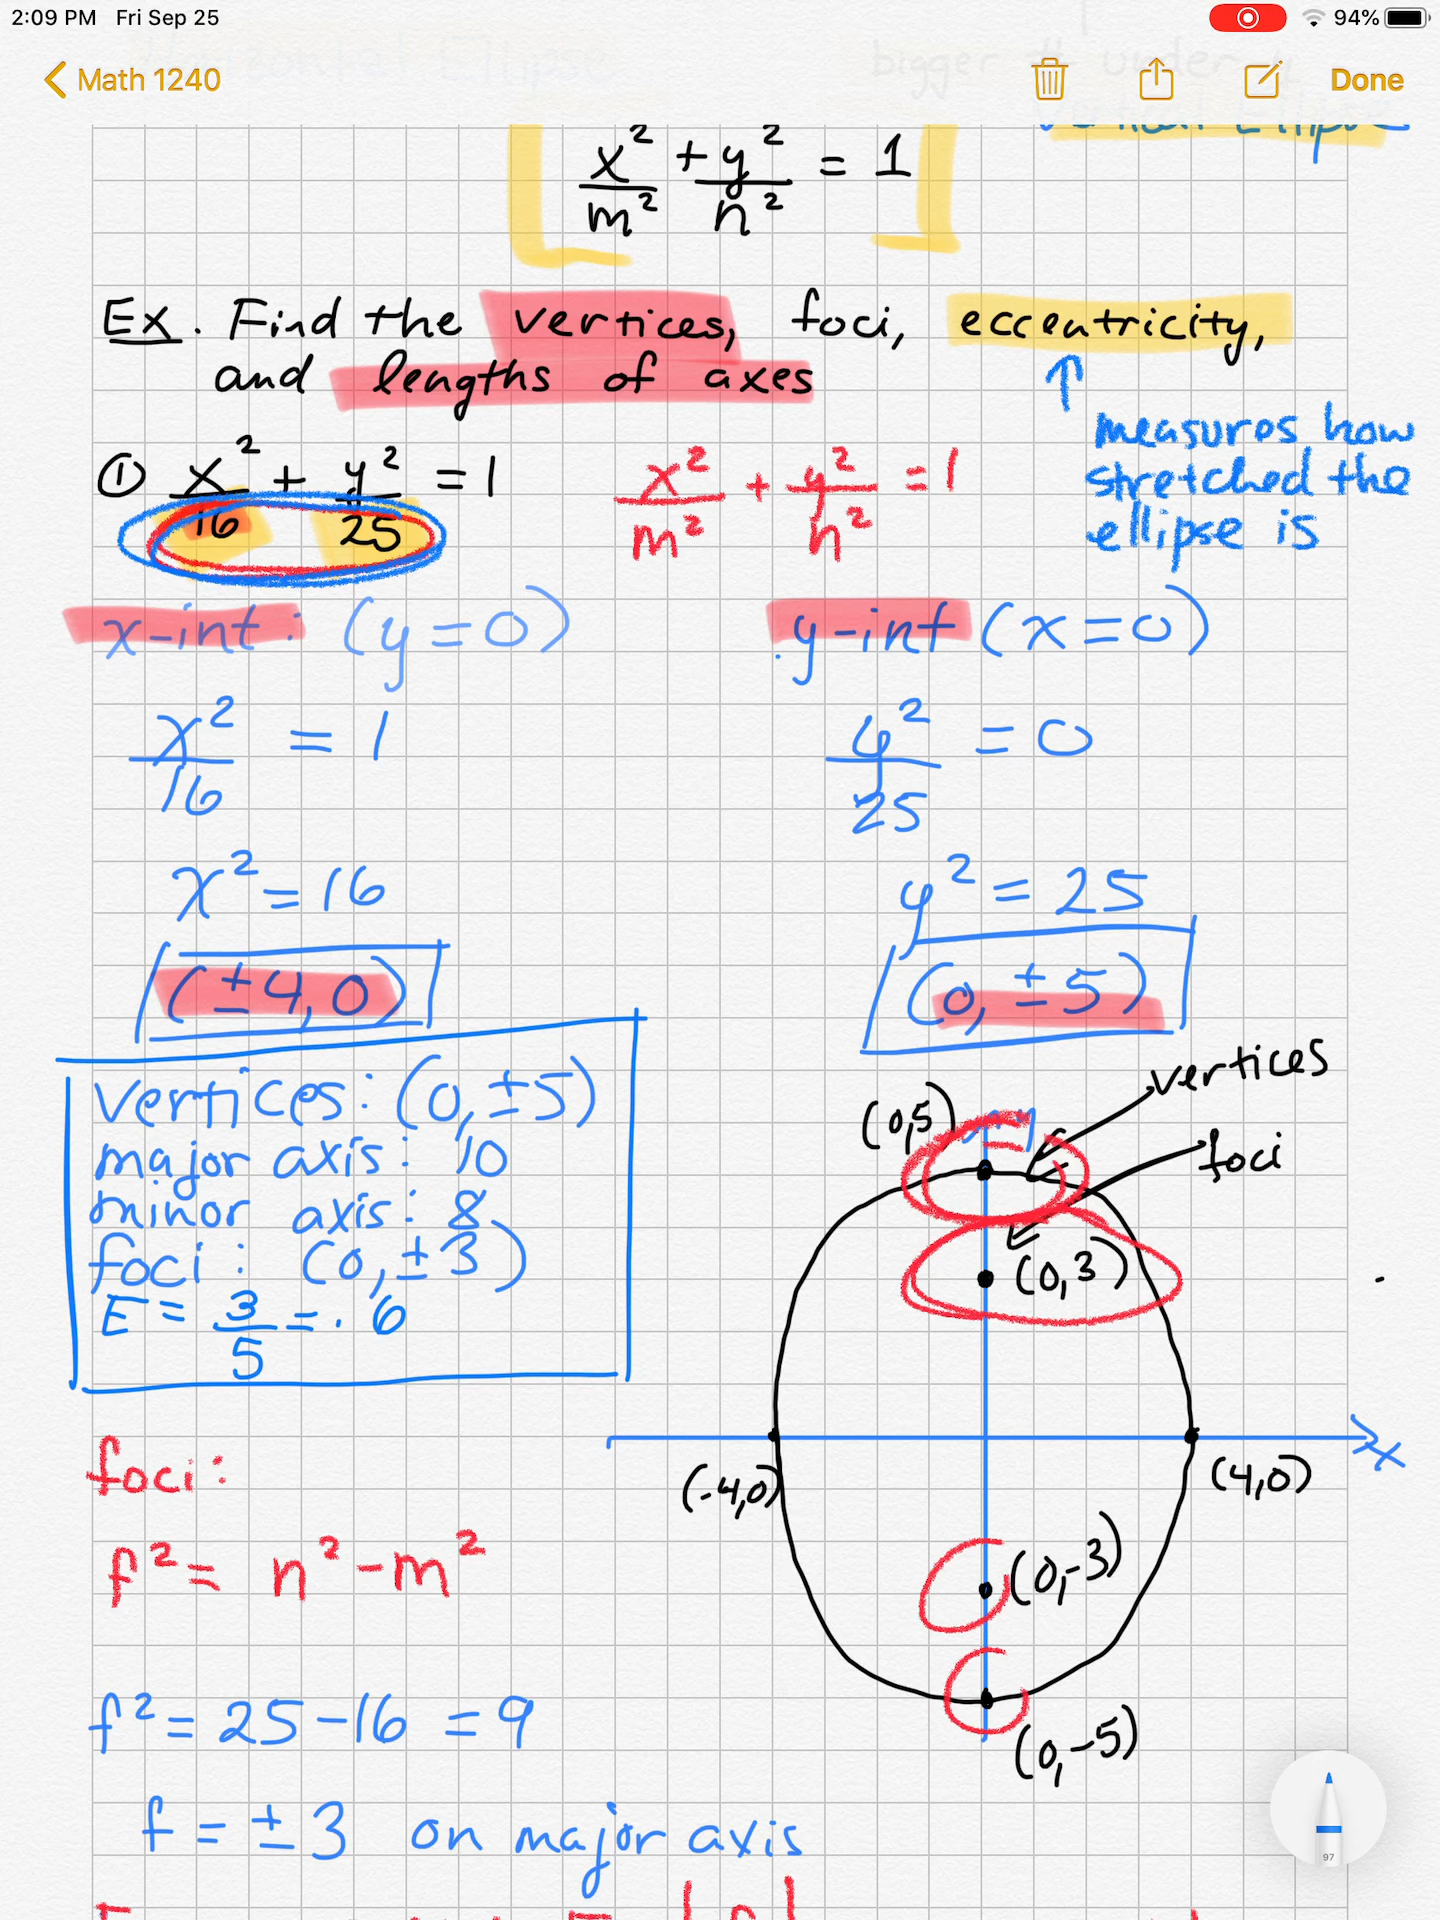 2:09 PM Fri Sep 25 94%
Math 1240 Done
bigger # under y
x²/m² + y²/n² = 1
Ex. Find the vertices, foci, eccentricity,
and lengths of axes
measures how
stretched the
ellipse is
① x²/16 + y²/25 = 1
x²/m² + y²/n² = 1
x-int: (y=0)
x²/16 = 1
x² = 16
(±4,0)
y-int (x=0)
y²/25 = 0
y² = 25
(0, ±5)
vertices: (0, ±5)
major axis: 10
minor axis: 8
foci: (0, ±3)
E = 3/5 = .6
vertices
foci
(0,5)
(0,3)
(-4,0)
(4,0)
x
(0,-3)
(0,-5)
foci:
f² = n² - m²
f² = 25 - 16 = 9
f = ±3 on major axis
97